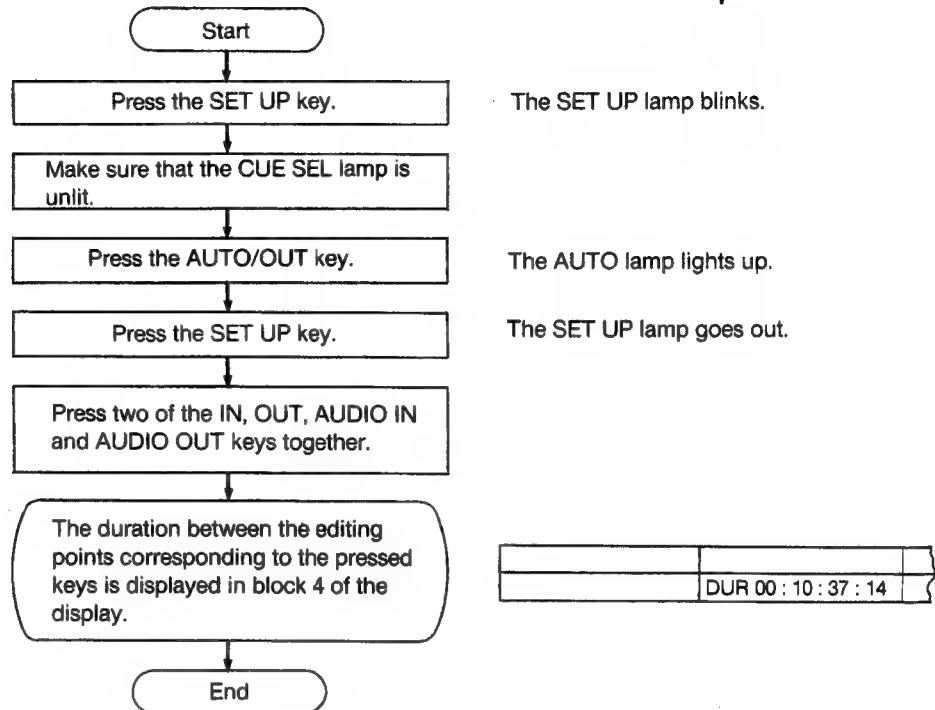 Start
Press the SET UP key.
The SET UP lamp blinks.
Make sure that the CUE SEL lamp is
unlit.
Press the AUTO/OUT key.
The AUTO lamp lights up.
Press the SET UP key.
The SET UP lamp goes out.
Press two of the IN, OUT, AUDIO IN
and AUDIO OUT keys together.
The duration between the editing
points corresponding to the pressed
keys is displayed in block 4 of the
display.
DUR 00 : 10 : 37 : 14
End